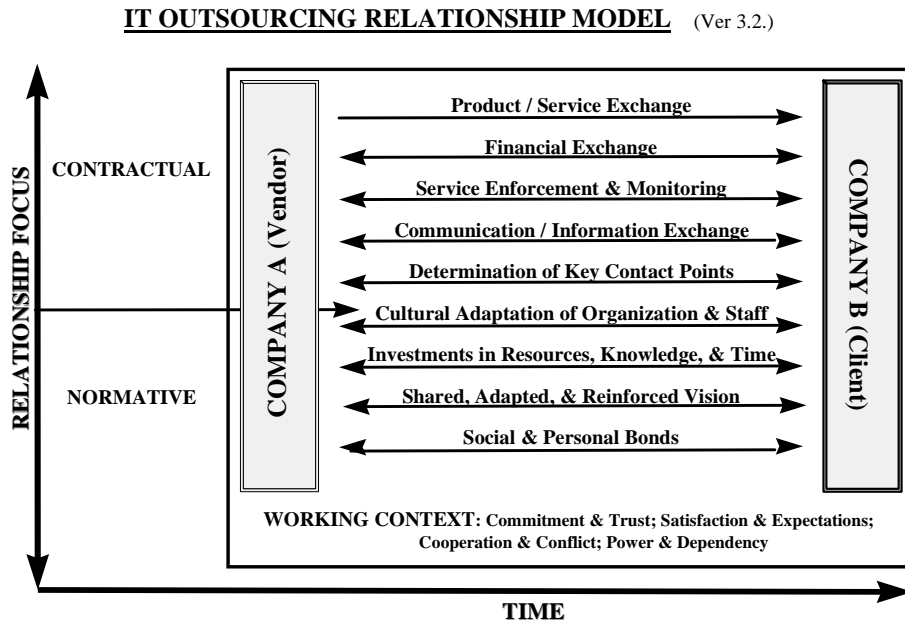 IT OUTSOURCING RELATIONSHIP MODEL (Ver 3.2.)
RELATIONSHIP FOCUS
CONTRACTUAL
NORMATIVE
COMPANY A (Vendor)
Product / Service Exchange
Financial Exchange
Service Enforcement & Monitoring
Communication / Information Exchange
Determination of Key Contact Points
Cultural Adaptation of Organization & Staff
Investments in Resources, Knowledge, & Time
Shared, Adapted, & Reinforced Vision
Social & Personal Bonds
COMPANY B (Client)
WORKING CONTEXT: Commitment & Trust; Satisfaction & Expectations;
Cooperation & Conflict; Power & Dependency
TIME